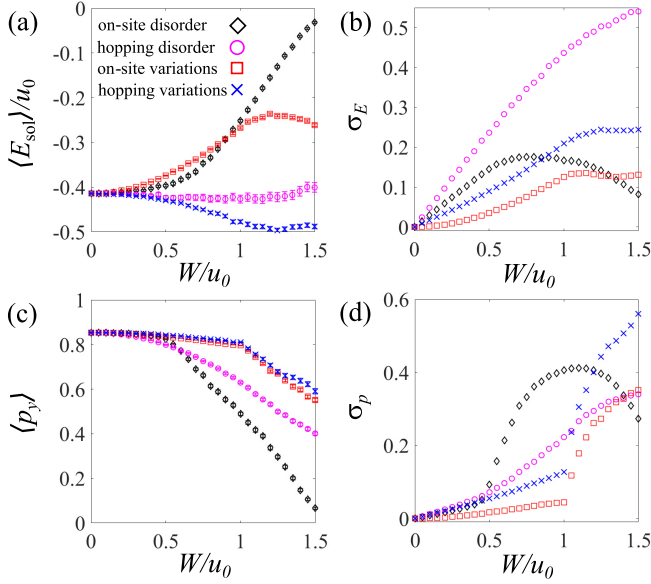 (a)
0
-0.1
-0.2
-0.3
-0.4
-0.5
⟨E_sol⟩/u_0
on-site disorder
hopping disorder
on-site variations
hopping variations
0 0.5 1 1.5
W/u_0
(b)
0.5
0.4
0.3
0.2
0.1
0
σ_E
0 0.5 1 1.5
W/u_0
(c)
1
0.8
0.6
0.4
0.2
0
⟨p_y⟩
0 0.5 1 1.5
W/u_0
(d)
0.6
0.4
0.2
0
σ_p
0 0.5 1 1.5
W/u_0